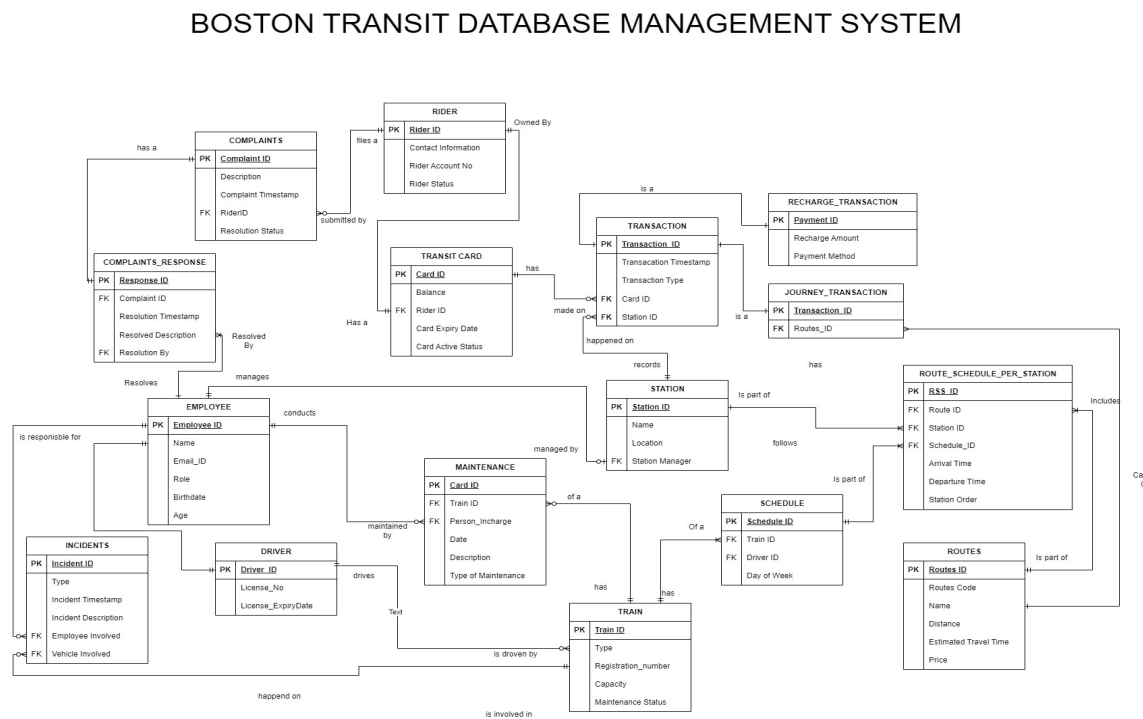 BOSTON TRANSIT DATABASE MANAGEMENT SYSTEM
RIDER
PK Rider ID
Contact Information
Rider Account No
Rider Status
Owned By
files a
COMPLAINTS
PK Complaint ID
Description
Complaint Timestamp
FK RiderID
Resolution Status
has a
submitted by
is a
RECHARGE_TRANSACTION
PK Payment ID
Recharge Amount
Payment Method
TRANSACTION
PK Transaction_ID
Transacation Timestamp
Transaction Type
FK Card ID
FK Station ID
COMPLAINTS_RESPONSE
PK Response ID
FK Complaint ID
Resolution Timestamp
Resolved Description
FK Resolution By
TRANSIT CARD
PK Card ID
Balance
FK Rider ID
Card Expiry Date
Card Active Status
has
made on
Has a
JOURNEY_TRANSACTION
PK Transaction_ID
FK Routes_ID
is a
happened on
Resolved
By
Resolves
manages
records
has
ROUTE_SCHEDULE_PER_STATION
PK RSS_ID
FK Route ID
FK Station ID
FK Schedule_ID
Arrival Time
Departure TIme
Station Order
Includes
STATION
PK Station ID
Name
Location
FK Station Manager
Is part of
follows
managed by
EMPLOYEE
PK Employee ID
Name
Email_ID
Role
Birthdate
Age
conducts
is responisble for
MAINTENANCE
PK Card ID
FK Train ID
FK Person_Incharge
Date
Description
Type of Maintenance
of a
maintained
by
Is part of
Ca
SCHEDULE
PK Schedule ID
FK Train ID
FK Driver ID
Day of Week
Of a
INCIDENTS
PK Incident ID
Type
Incident Timestamp
Incident Description
FK Employee Involved
FK Vehicle Involved
DRIVER
PK Driver_ID
License_No
License_ExpiryDate
drives
Text
has
has
ROUTES
PK Routes ID
Routes Code
Name
Distance
Estimated Travel Time
Price
Is part of
TRAIN
PK Train ID
Type
Registration_number
Capacity
Maintenance Status
is droven by
happend on
is involved in